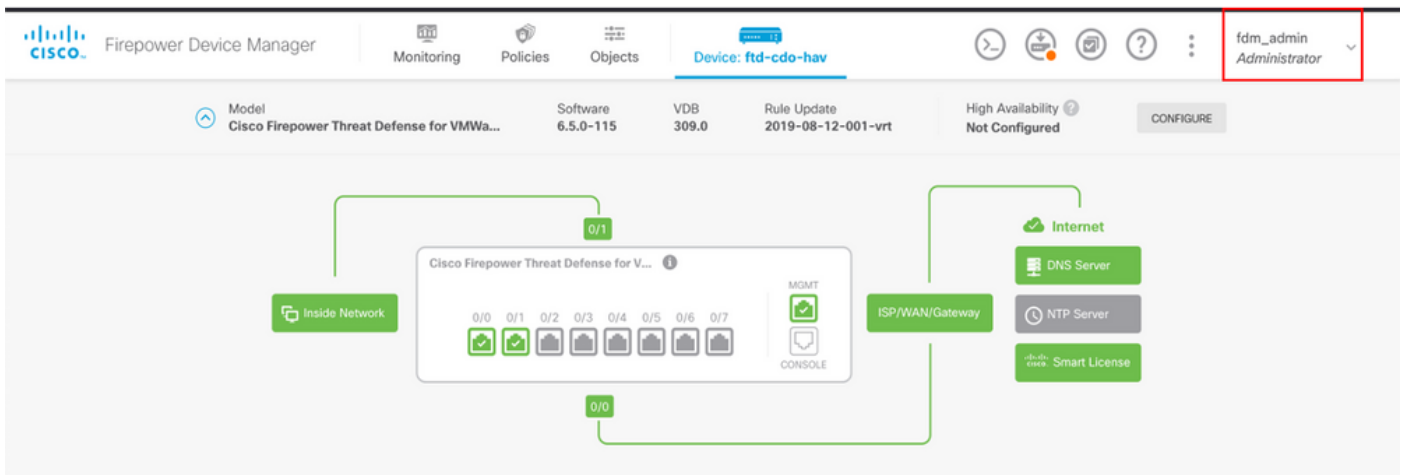 CISCO
Firepower Device Manager
Monitoring
Policies
Objects
Device: ftd-cdo-hav
fdm_admin
Administrator
Model
Cisco Firepower Threat Defense for VMWa...
Software
6.5.0-115
VDB
309.0
Rule Update
2019-08-12-001-vrt
High Availability
Not Configured
CONFIGURE
0/1
Internet
Cisco Firepower Threat Defense for V...
DNS Server
MGMT
Inside Network
0/0 0/1 0/2 0/3 0/4 0/5 0/6 0/7
ISP/WAN/Gateway
NTP Server
CONSOLE
Smart License
0/0